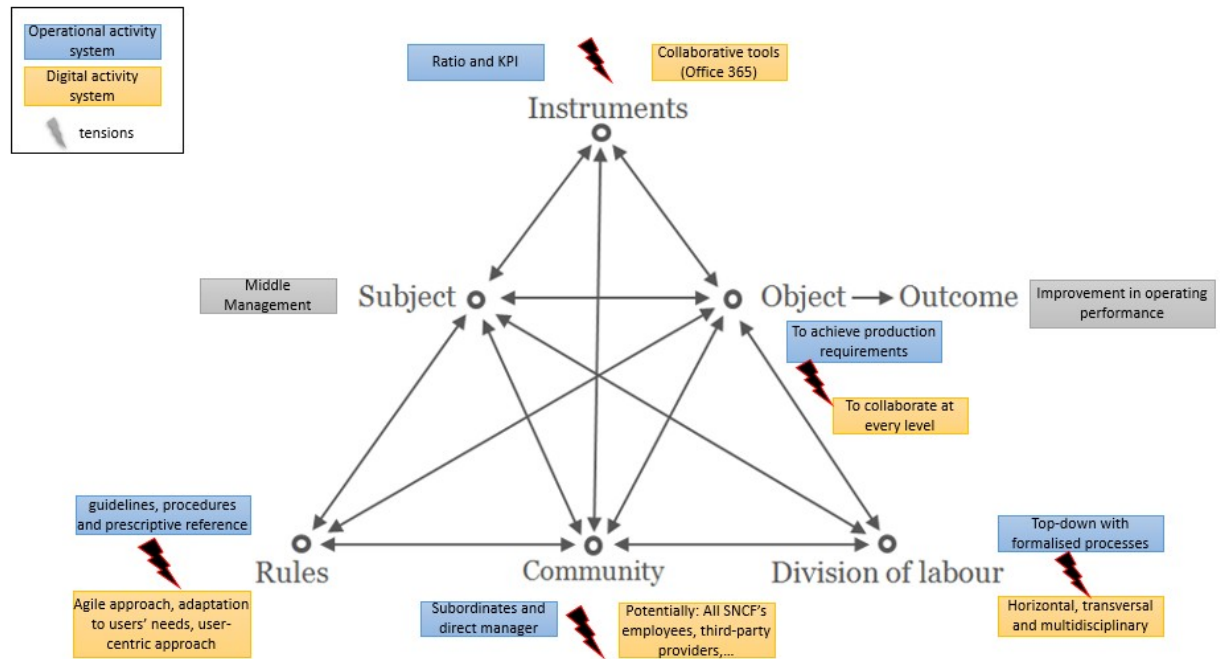 Operational activity
system
Digital activity
system
tensions
Ratio and KPI
Collaborative tools
(Office 365)
Instruments
Middle
Management
Subject
Object
Outcome
Improvement in operating
performance
To achieve production
requirements
To collaborate at
every level
guidelines, procedures
and prescriptive reference
Rules
Agile approach, adaptation
to users' needs, user-
centric approach
Community
Subordinates and
direct manager
Potentially: All SNCF's
employees, third-party
providers,...
Division of labour
Top-down with
formalised processes
Horizontal, transversal
and multidisciplinary